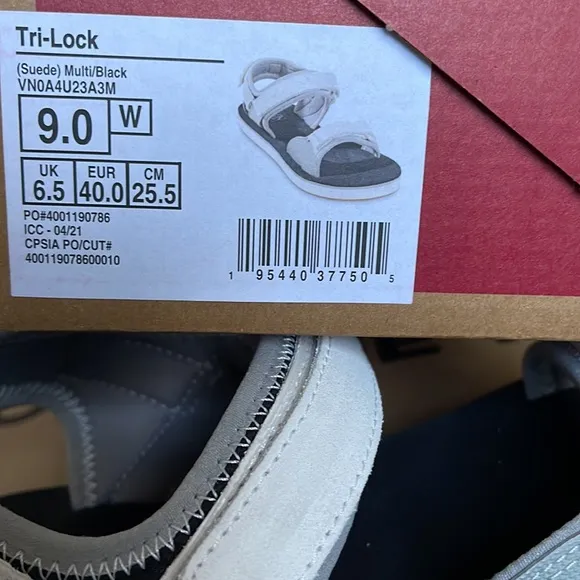 Tri-Lock
(Suede) Multi/Black
VN0A4U23A3M
9.0 W
UK EUR CM
6.5 40.0 25.5
PO#4001190786
ICC - 04/21
CPSIA PO/CUT#
400119078600010
1 95440 37750 5